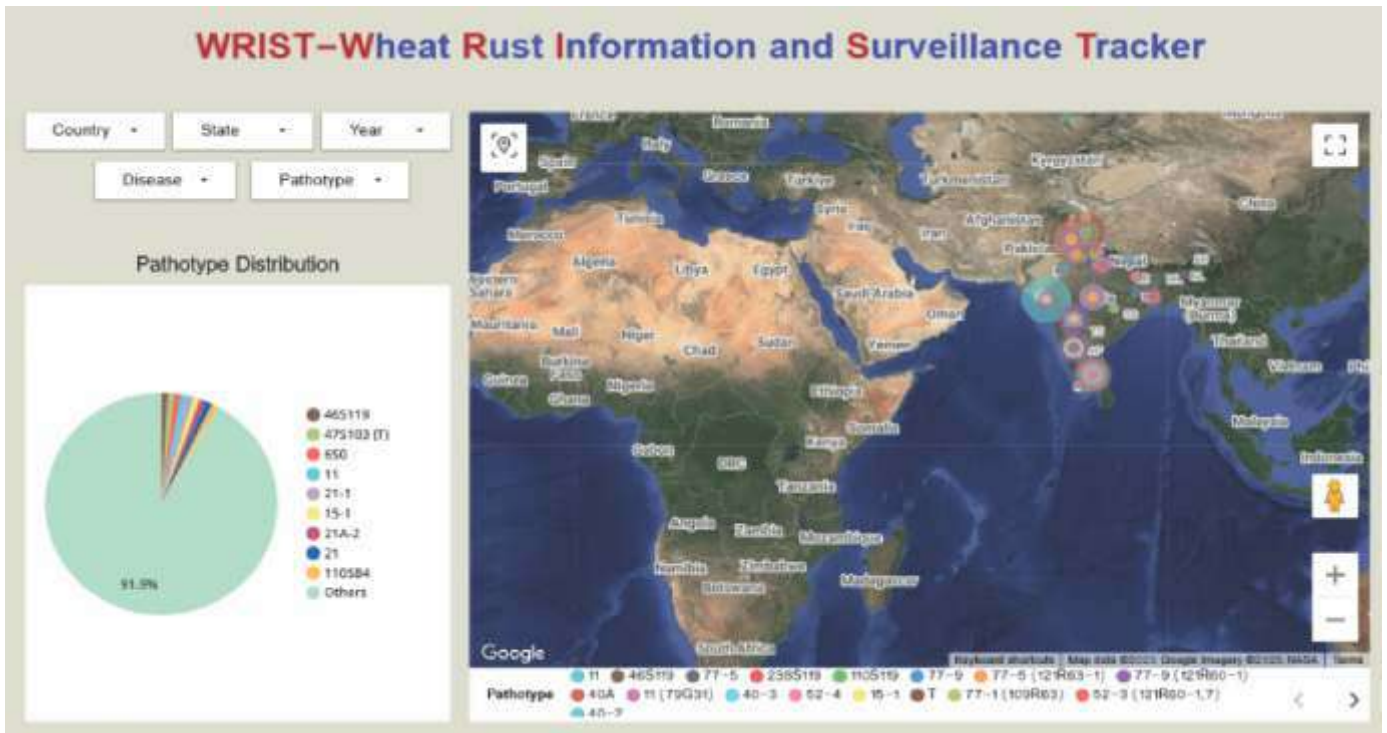 WRIST–Wheat Rust Information and Surveillance Tracker
Country
State
Year
Disease
Pathotype
Pathotype Distribution
46S119
47S103 (T)
6S0
11
21-1
15-1
21A-2
21
110S84
Others
91.9%
France
Romania
Mongolia
Italy
Spain
Portugal
Greece
Türkiye
Kyrgyzstan
Turkmenistan
Syria
Iraq
Iran
Afghanistan
China
Tunisia
Morocco
Algeria
Libya
Egypt
Western
Sahara
Saudi Arabia
Oman
Nepal
Mauritania
Mali
Niger
Chad
Sudan
Yemen
Myanmar
(Burma)
Thailand
Vietnam
Burkina
Faso
Guinea
Ghana
Nigeria
Ethiopia
Somalia
Kenya
Gabon
DRC
Tanzania
Malaysia
Indonesia
Angola
Zambia
Mozambique
Namibia
Zimbabwe
Botswana
Madagascar
South Africa
Google
Keyboard shortcuts
Terms
Pathotype
11 46S119 77-5 238S119 110S119 77-9 77-5 (121R63-1) 77-9 (121R60-1)
40A 11 (79G31) 40-3 52-4 15-1 T 77-1 (109R63) 52-3 (121R60-1,7)
40-2